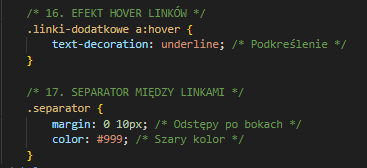 /* 16. EFEKT HOVER LINKÓW */
.linki-dodatkowe a:hover {
text-decoration: underline; /* Podkreślenie */
}
/* 17. SEPARATOR MIĘDZY LINKAMI */
.separator {
margin: 0 10px; /* Odstępy po bokach */
color: #999; /* Szary kolor */
}